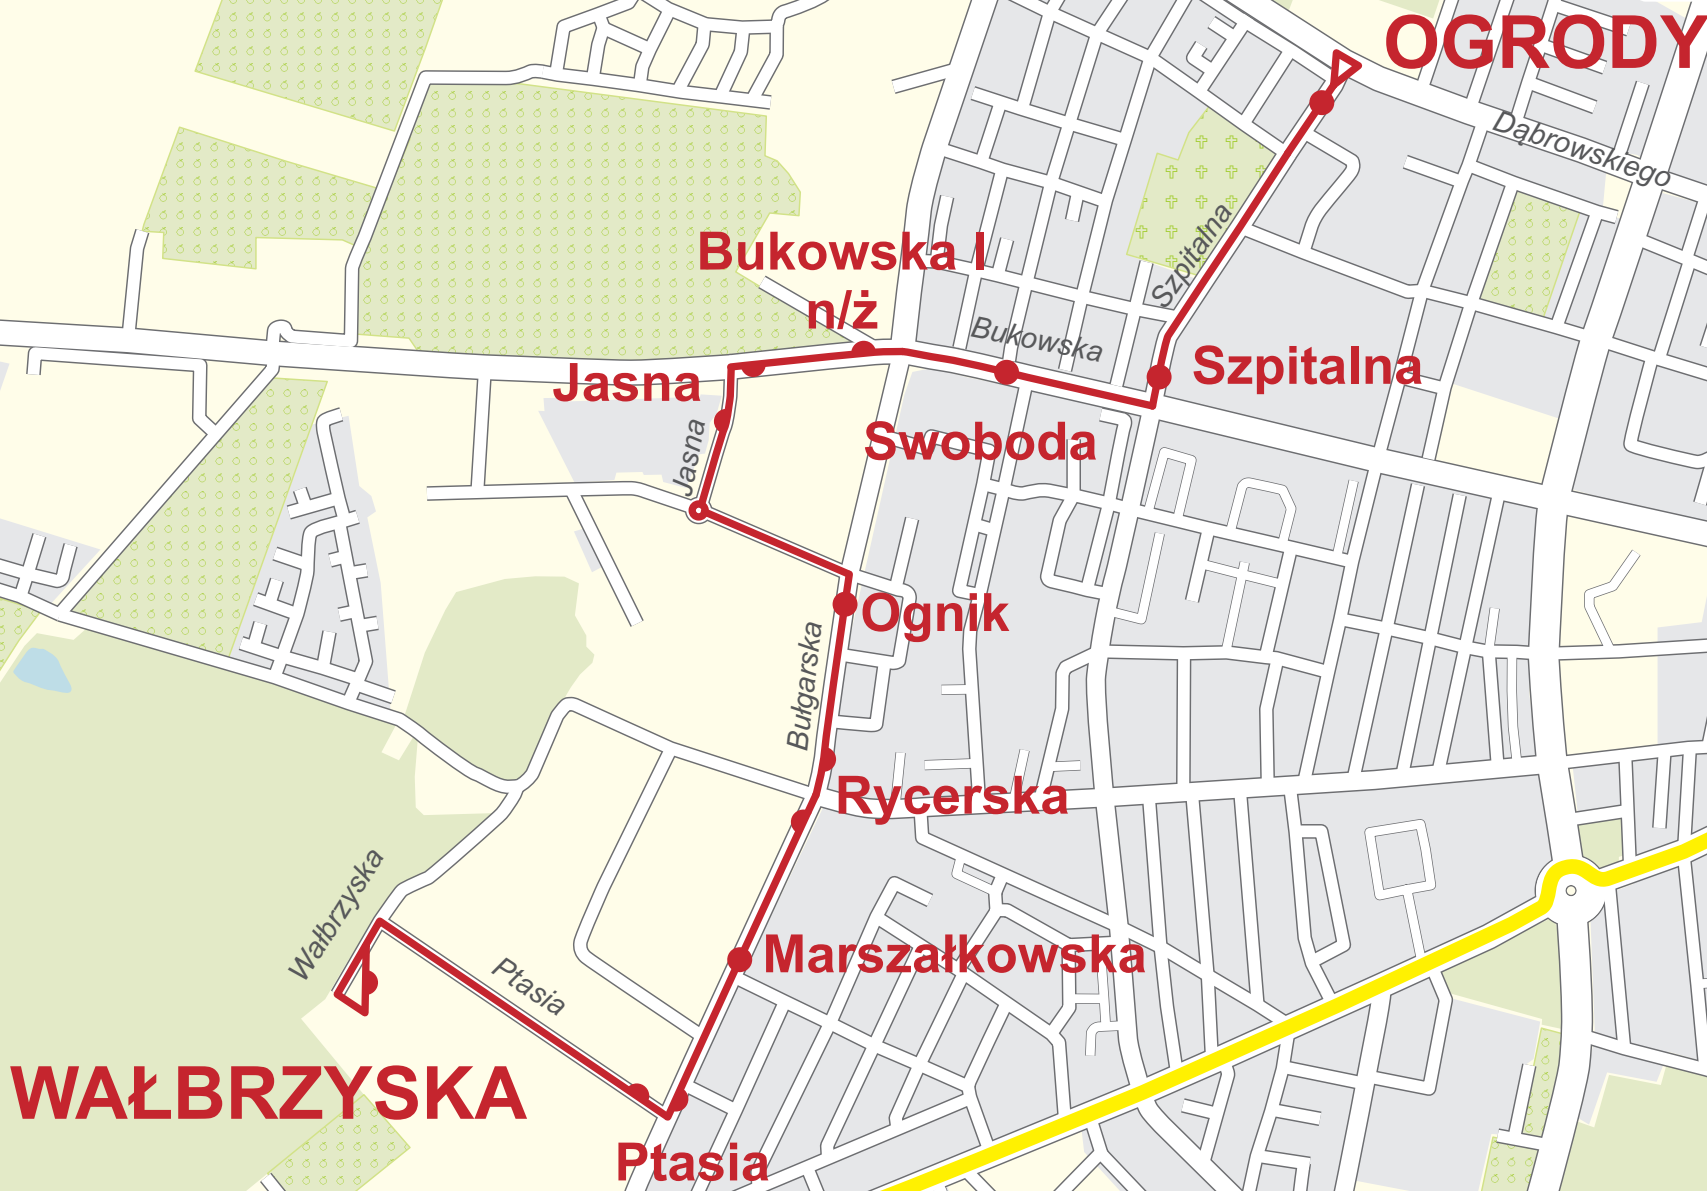 OGRODY
Dąbrowskiego
Szpitalna
Bukowska I
n/ż
Bukowska
Szpitalna
Jasna
Swoboda
Jasna
Ognik
Bułgarska
Rycerska
Wałbrzyska
Marszałkowska
Ptasia
WAŁBRZYSKA
Ptasia